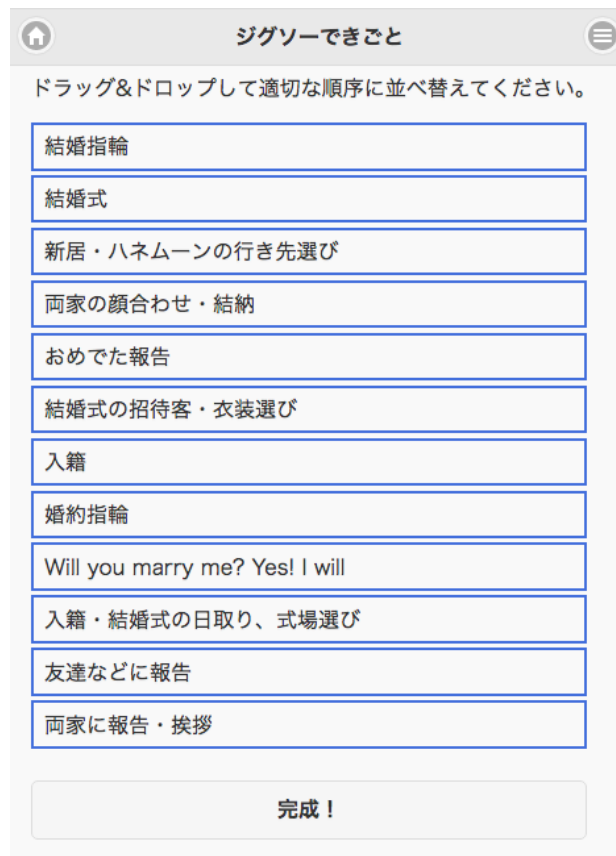 ジグソーできごと
ドラッグ&ドロップして適切な順序に並べ替えてください。
結婚指輪
結婚式
新居・ハネムーンの行き先選び
両家の顔合わせ・結納
おめでた報告
結婚式の招待客・衣装選び
入籍
婚約指輪
Will you marry me? Yes! I will
入籍・結婚式の日取り、式場選び
友達などに報告
両家に報告・挨拶
完成！